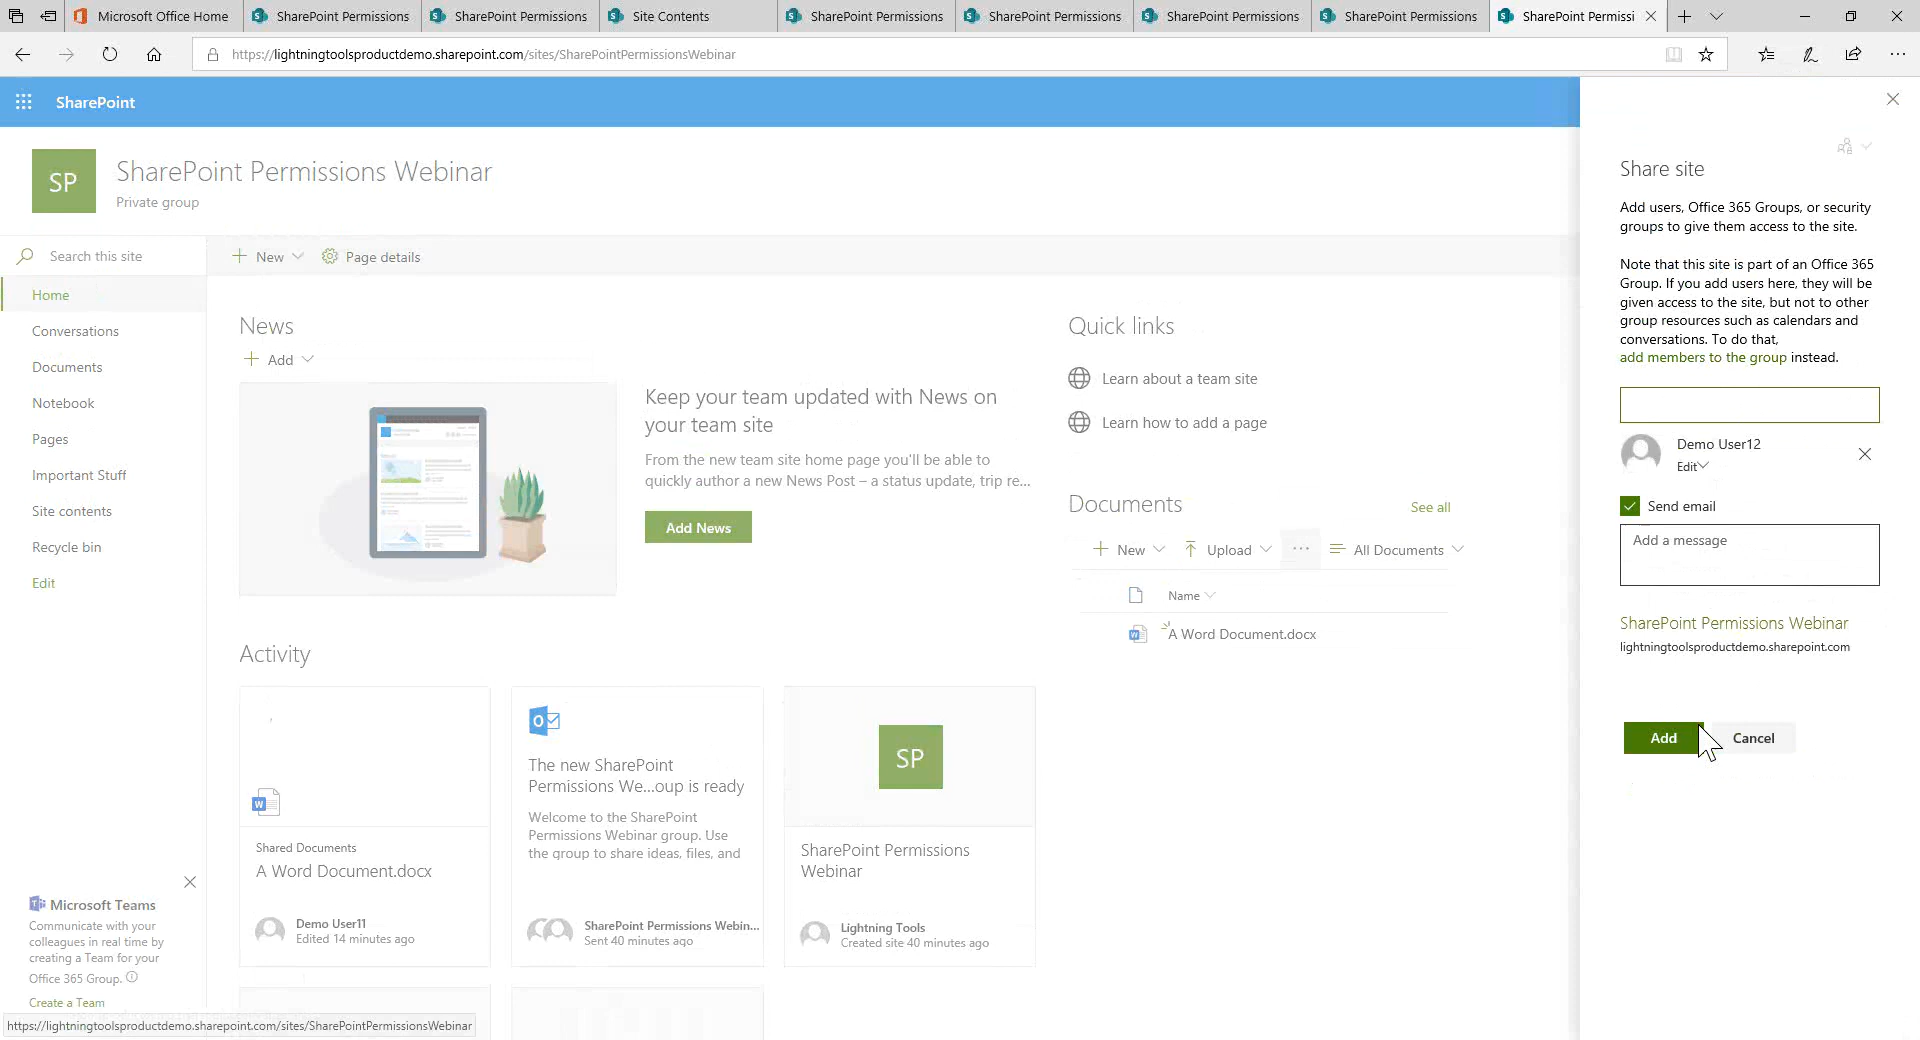 Microsoft Office Home
SharePoint Permissions
SharePoint Permissions
Site Contents
SharePoint Permissions
SharePoint Permissions
SharePoint Permissions
SharePoint Permissions
SharePoint Permissi
https://lightningtoolsproductdemo.sharepoint.com/sites/SharePointPermissionsWebinar
SharePoint
SP
SharePoint Permissions Webinar
Private group
Search this site
New
Page details
Home
Conversations
Documents
Notebook
Pages
Important Stuff
Site contents
Recycle bin
Edit
News
Add
Keep your team updated with News on
your team site
From the new team site home page you'll be able to
quickly author a new News Post – a status update, trip re...
Add News
Quick links
Learn about a team site
Learn how to add a page
Documents
See all
New
Upload
All Documents
Name
A Word Document.docx
Activity
Shared Documents
A Word Document.docx
Demo User11
Edited 14 minutes ago
The new SharePoint
Permissions We...oup is ready
Welcome to the SharePoint
Permissions Webinar group. Use
the group to share ideas, files, and
SharePoint Permissions Webin...
Sent 40 minutes ago
SP
SharePoint Permissions
Webinar
Lightning Tools
Created site 40 minutes ago
Microsoft Teams
Communicate with your
colleagues in real time by
creating a Team for your
Office 365 Group.
Create a Team
https://lightningtoolsproductdemo.sharepoint.com/sites/SharePointPermissionsWebinar
Share site
Add users, Office 365 Groups, or security
groups to give them access to the site.
Note that this site is part of an Office 365
Group. If you add users here, they will be
given access to the site, but not to other
group resources such as calendars and
conversations. To do that,
add members to the group instead.
Demo User12
Edit
Send email
Add a message
SharePoint Permissions Webinar
lightningtoolsproductdemo.sharepoint.com
Add
Cancel